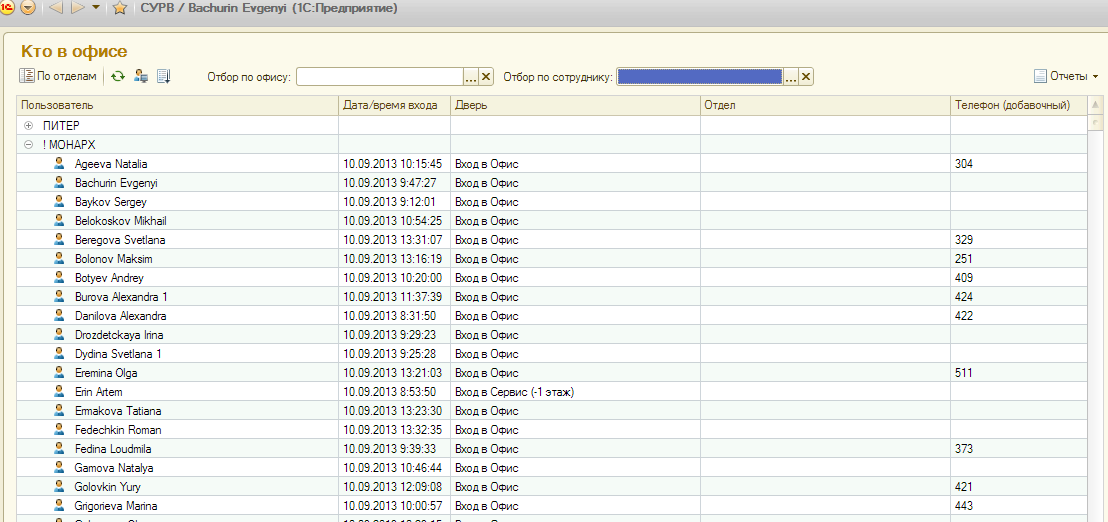 СУРВ / Bachurin Evgenyi (1С:Предприятие)
Кто в офисе
По отделам Отбор по офису: ... Отбор по сотруднику: ... Отчеты
Пользователь Дата/время входа Дверь Отдел Телефон (добавочный)
ПИТЕР
! МОНАРХ
Ageeva Natalia 10.09.2013 10:15:45 Вход в Офис 304
Bachurin Evgenyi 10.09.2013 9:47:27 Вход в Офис
Baykov Sergey 10.09.2013 9:12:01 Вход в Офис
Belokoskov Mikhail 10.09.2013 10:54:25 Вход в Офис
Beregova Svetlana 10.09.2013 13:31:07 Вход в Офис 329
Bolonov Maksim 10.09.2013 13:16:19 Вход в Офис 251
Botyev Andrey 10.09.2013 10:20:00 Вход в Офис 409
Burova Alexandra 1 10.09.2013 11:37:39 Вход в Офис 424
Danilova Alexandra 10.09.2013 8:31:50 Вход в Офис 422
Drozdetckaya Irina 10.09.2013 9:29:23 Вход в Офис
Dydina Svetlana 1 10.09.2013 9:25:28 Вход в Офис
Eremina Olga 10.09.2013 13:21:03 Вход в Офис 511
Erin Artem 10.09.2013 8:53:50 Вход в Сервис (-1 этаж)
Ermakova Tatiana 10.09.2013 13:23:30 Вход в Офис
Fedechkin Roman 10.09.2013 13:32:35 Вход в Офис
Fedina Loudmila 10.09.2013 9:39:33 Вход в Офис 373
Gamova Natalya 10.09.2013 10:46:44 Вход в Офис
Golovkin Yury 10.09.2013 12:09:08 Вход в Офис 421
Grigorieva Marina 10.09.2013 10:00:57 Вход в Офис 443